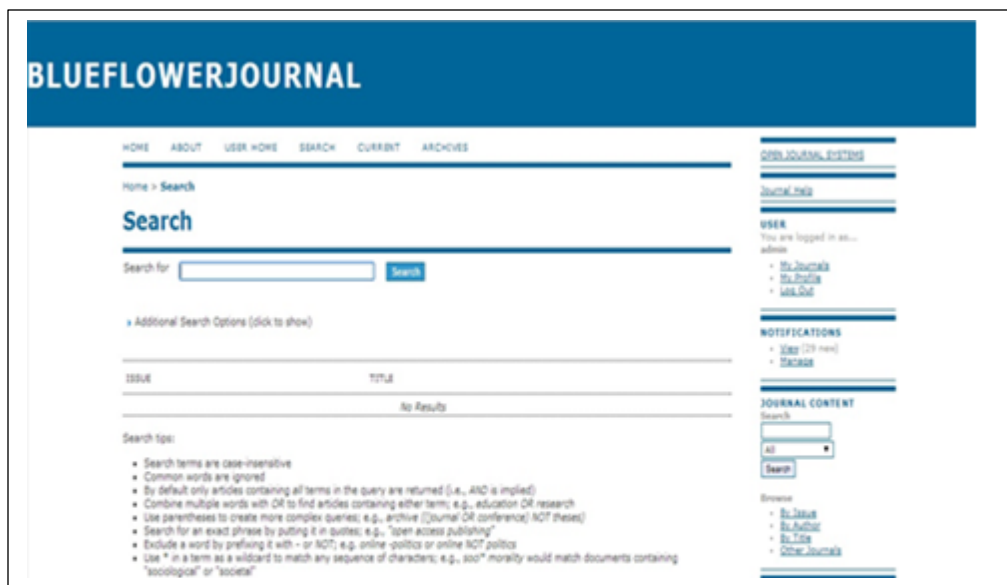 BLUEFLOWERJOURNAL
HOME ABOUT USER HOME SEARCH CURRENT ARCHIVES
Home > Search
Search
Search for Search
Additional Search Options (click to show)
ISSUE TITLE
No Results
Search tips:
Search terms are case-insensitive
Common words are ignored
By default only articles containing all terms in the query are returned (i.e., AND is implied)
Combine multiple words with OR to find articles containing either term; e.g., education OR research
Use parentheses to create more complex queries; e.g., archive ((journal OR conference) NOT theses)
Search for an exact phrase by putting it in quotes; e.g., "open access publishing"
Exclude a word by prefixing it with - or NOT; e.g. online -politics or online NOT politics
Use * in a term as a wildcard to match any sequence of characters; e.g., soci* morality would match documents containing
"sociological" or "societal"
OPEN JOURNAL SYSTEMS
Journal Help
USER
You are logged in as...
admin
My Journals
My Profile
Log Out
NOTIFICATIONS
View (29 new)
Manage
JOURNAL CONTENT
Search
All
Search
Browse
By Issue
By Author
By Title
Other Journals